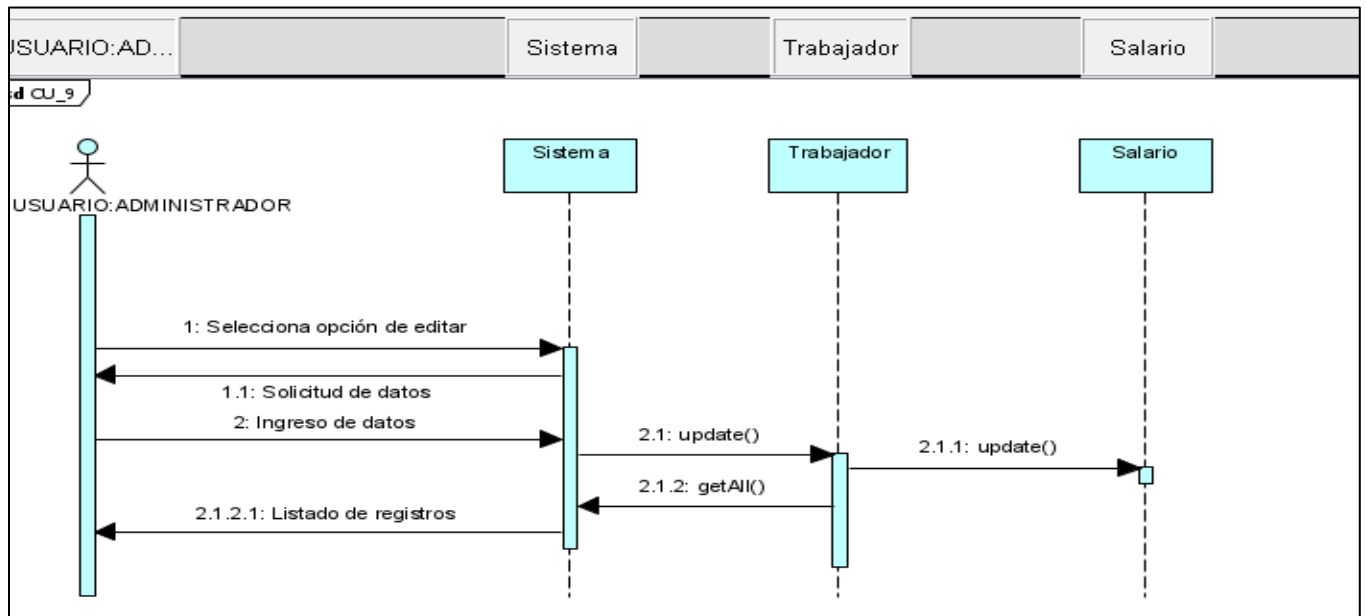 USUARIO:AD...
Sistema
Trabajador
Salario
sd CU_9
Sistema
Trabajador
Salario
USUARIO:ADMINISTRADOR
1: Selecciona opción de editar
1.1: Solicitud de datos
2: Ingreso de datos
2.1: update()
2.1.1: update()
2.1.2: getAll()
2.1.2.1: Listado de registros